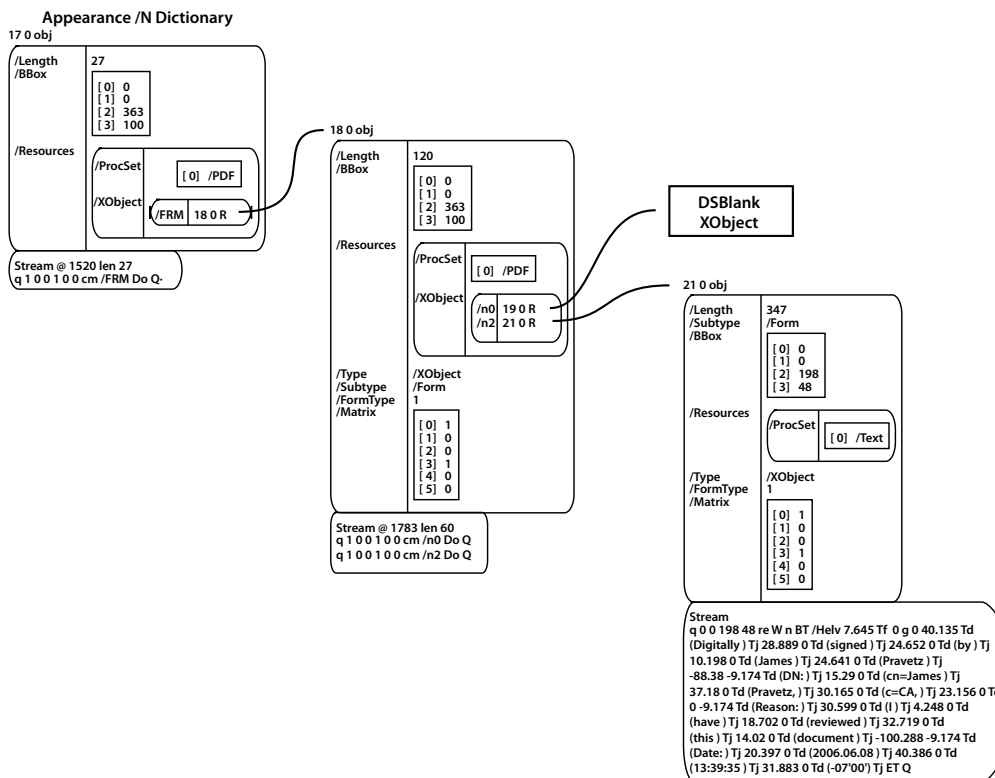 Appearance /N Dictionary
17 0 obj
/Length 27
/BBox
[ 0] 0
[ 1] 0
[ 2] 363
[ 3] 100
/Resources
/ProcSet
[ 0] /PDF
/XObject
/FRM 18 0 R
Stream @ 1520 len 27
q 1 0 0 1 0 0 cm /FRM Do Q·
18 0 obj
/Length 120
/BBox
[ 0] 0
[ 1] 0
[ 2] 363
[ 3] 100
/Resources
/ProcSet
[ 0] /PDF
/XObject
/n0 19 0 R
/n2 21 0 R
/Type /XObject
/Subtype /Form
/FormType 1
/Matrix
[ 0] 1
[ 1] 0
[ 2] 0
[ 3] 1
[ 4] 0
[ 5] 0
Stream @ 1783 len 60
q 1 0 0 1 0 0 cm /n0 Do Q
q 1 0 0 1 0 0 cm /n2 Do Q
DSBlank
XObject
21 0 obj
/Length 347
/Subtype /Form
/BBox
[ 0] 0
[ 1] 0
[ 2] 198
[ 3] 48
/Resources
/ProcSet
[ 0] /Text
/Type /XObject
/FormType 1
/Matrix
[ 0] 1
[ 1] 0
[ 2] 0
[ 3] 1
[ 4] 0
[ 5] 0
Stream
q 0 0 198 48 re W n BT /Helv 7.645 Tf 0 g 0 40.135 Td
(Digitally ) Tj 28.889 0 Td (signed ) Tj 24.652 0 Td (by ) Tj
10.198 0 Td (James ) Tj 24.641 0 Td (Pravetz ) Tj
-88.38 -9.174 Td (DN: ) Tj 15.29 0 Td (cn=James ) Tj
37.18 0 Td (Pravetz, ) Tj 30.165 0 Td (c=CA, ) Tj 23.156 0 Td
0 -9.174 Td (Reason: ) Tj 30.599 0 Td (I ) Tj 4.248 0 Td
(have ) Tj 18.702 0 Td (reviewed ) Tj 32.719 0 Td
(this ) Tj 14.02 0 Td (document ) Tj -100.288 -9.174 Td
(Date: ) Tj 20.397 0 Td (2006.06.08 ) Tj 40.386 0 Td
(13:39:35 ) Tj 31.883 0 Td (-07'00') Tj ET Q